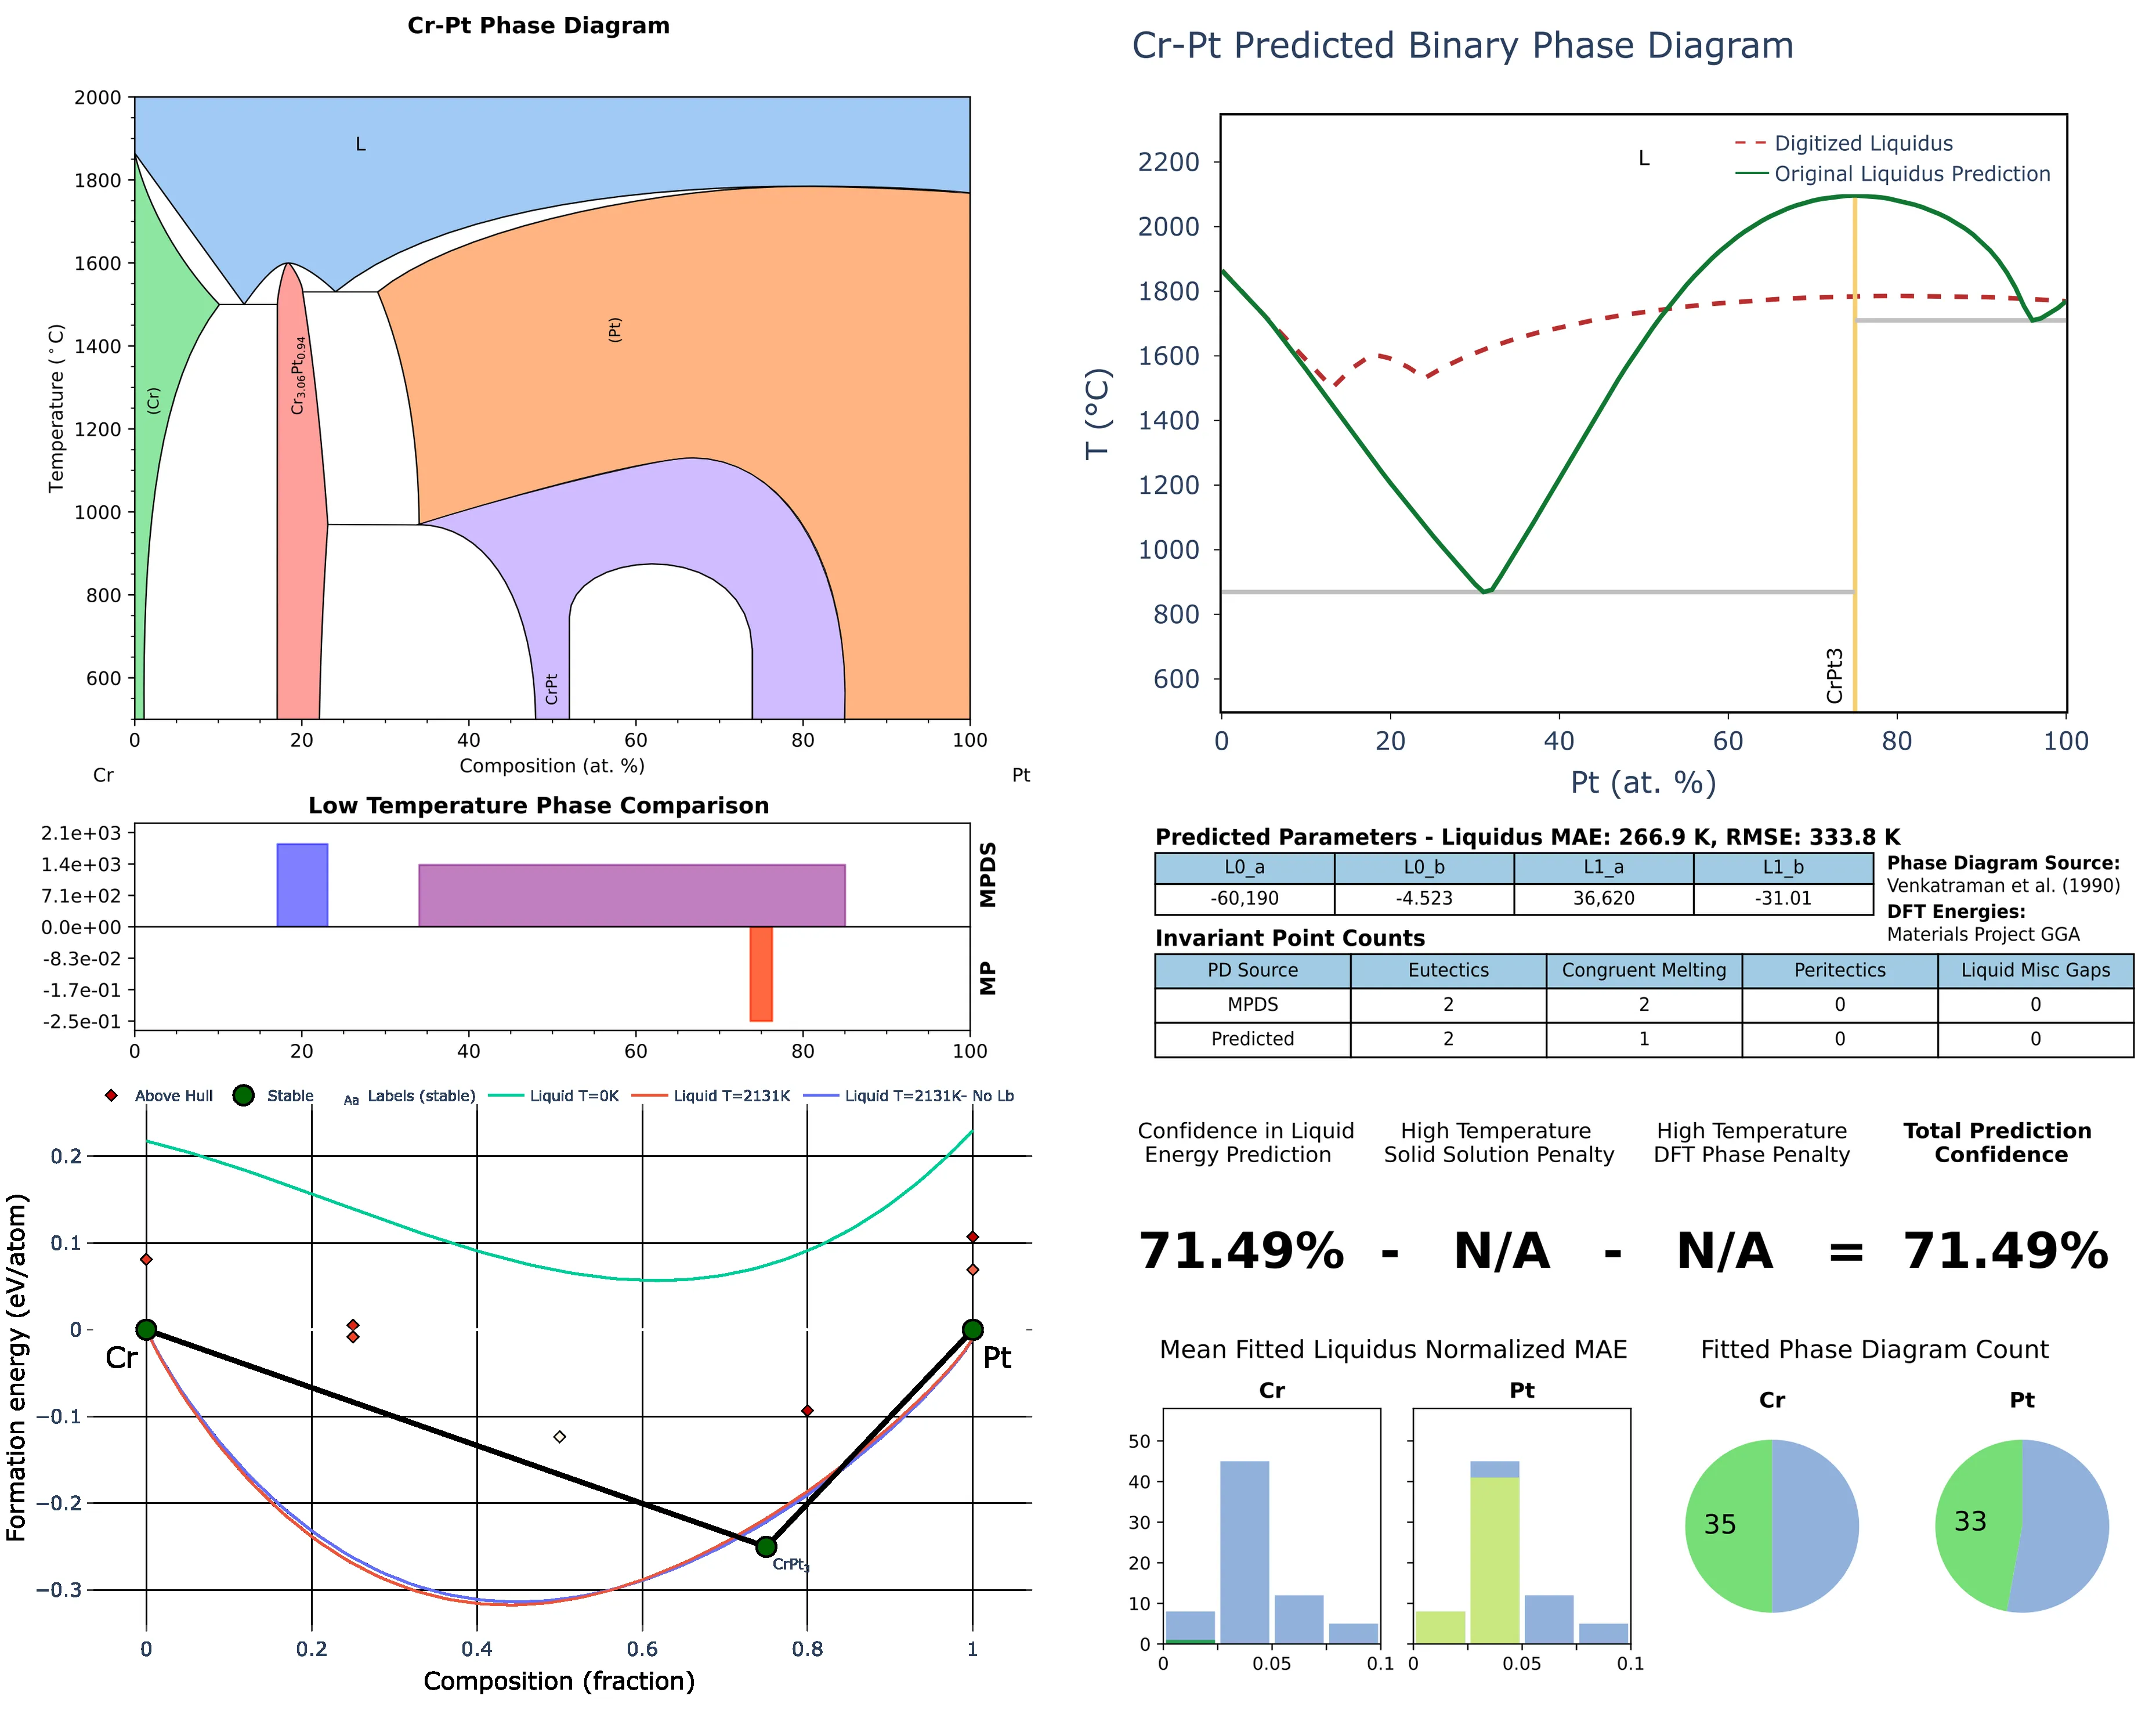 Cr-Pt Phase Diagram
2000
1800
1600
1400
1200
1000
800
600
Temperature (°C)
L
(Cr)
Cr3.06Pt0.94
(Pt)
CrPt
0 20 40 60 80 100
Composition (at. %)
Cr Pt
Low Temperature Phase Comparison
2.1e+03
1.4e+03
7.1e+02
0.0e+00
-8.3e-02
-1.7e-01
-2.5e-01
MPDS
MP
0 20 40 60 80 100
Above Hull Stable Aa Labels (stable) Liquid T=0K Liquid T=2131K Liquid T=2131K- No Lb
0.2
0.1
0
−0.1
−0.2
−0.3
Formation energy (eV/atom)
Cr
Pt
CrPt3
0 0.2 0.4 0.6 0.8 1
Composition (fraction)
Cr-Pt Predicted Binary Phase Diagram
2200
2000
1800
1600
1400
1200
1000
800
600
T (°C)
L
Digitized Liquidus
Original Liquidus Prediction
CrPt3
0 20 40 60 80 100
Pt (at. %)
Predicted Parameters - Liquidus MAE: 266.9 K, RMSE: 333.8 K
L0_a L0_b L1_a L1_b
-60,190 -4.523 36,620 -31.01
Phase Diagram Source:
Venkatraman et al. (1990)
DFT Energies:
Materials Project GGA
Invariant Point Counts
PD Source Eutectics Congruent Melting Peritectics Liquid Misc Gaps
MPDS 2 2 0 0
Predicted 2 1 0 0
Confidence in Liquid
Energy Prediction
High Temperature
Solid Solution Penalty
High Temperature
DFT Phase Penalty
Total Prediction
Confidence
71.49% - N/A - N/A = 71.49%
Mean Fitted Liquidus Normalized MAE
Cr
Pt
50
40
30
20
10
0
0 0.05 0.1
0 0.05 0.1
Fitted Phase Diagram Count
Cr
Pt
35
33